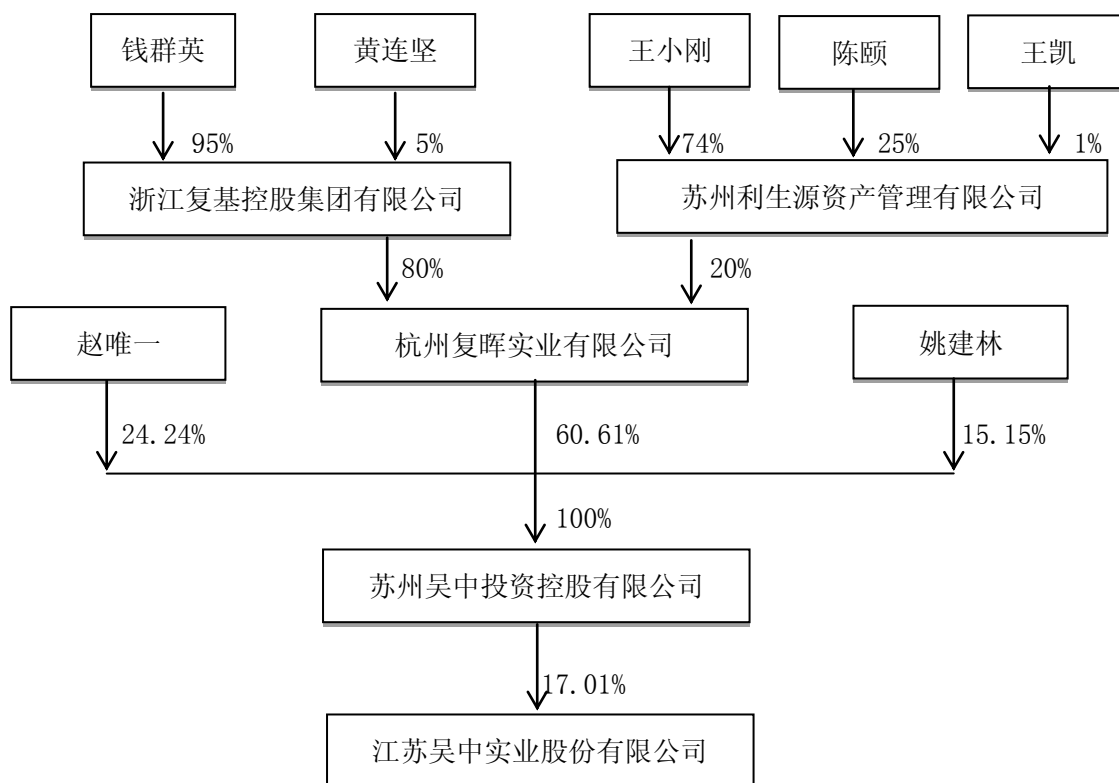 钱群英
黄连坚
王小刚
陈颐
王凯
95%
5%
74%
25%
1%
浙江复基控股集团有限公司
苏州利生源资产管理有限公司
80%
20%
赵唯一
杭州复晖实业有限公司
姚建林
24.24%
60.61%
15.15%
100%
苏州吴中投资控股有限公司
17.01%
江苏吴中实业股份有限公司